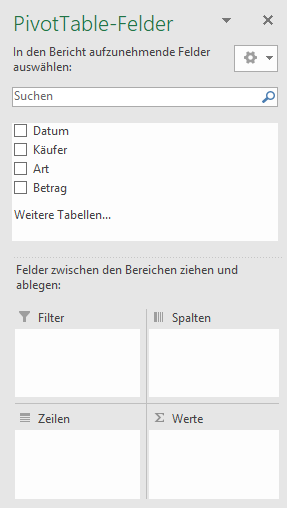 PivotTable-Felder
In den Bericht aufzunehmende Felder
auswählen:
Suchen
Datum
Käufer
Art
Betrag
Weitere Tabellen...
Felder zwischen den Bereichen ziehen und
ablegen:
Filter
Spalten
Zeilen
Σ Werte